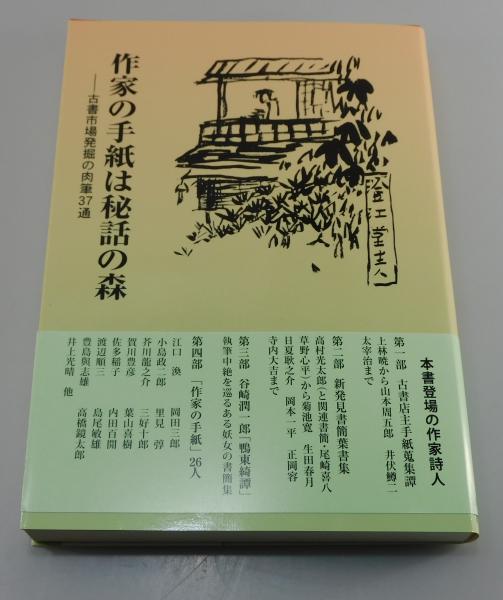 作家の手紙は秘話の森
──古書市場発掘の肉筆37通
澄江堂主人
本書登場の作家詩人
第一部 古書店主手紙蒐集譚
上林暁から山本周五郎 井伏鱒二
太宰治まで
第二部 新発見書簡葉書集
高村光太郎(と関連書簡・尾崎喜八
草野心平)から菊池寛 生田春月
日夏耿之介 岡本一平 正岡容
寺内大吉まで
第三部 谷崎潤一郎「鴨東綺譚」
執筆中絶を巡るある妖女の書簡集
第四部 「作家の手紙」26人
江口渙 岡田三郎
小島政二郎 里見弴
芥川龍之介 三好十郎
賀川豊彦 葉山嘉樹
佐多稲子 内田百閒
渡辺順三 島尾敏雄
豊島與志雄 高橋鏡太郎
井上光晴 他